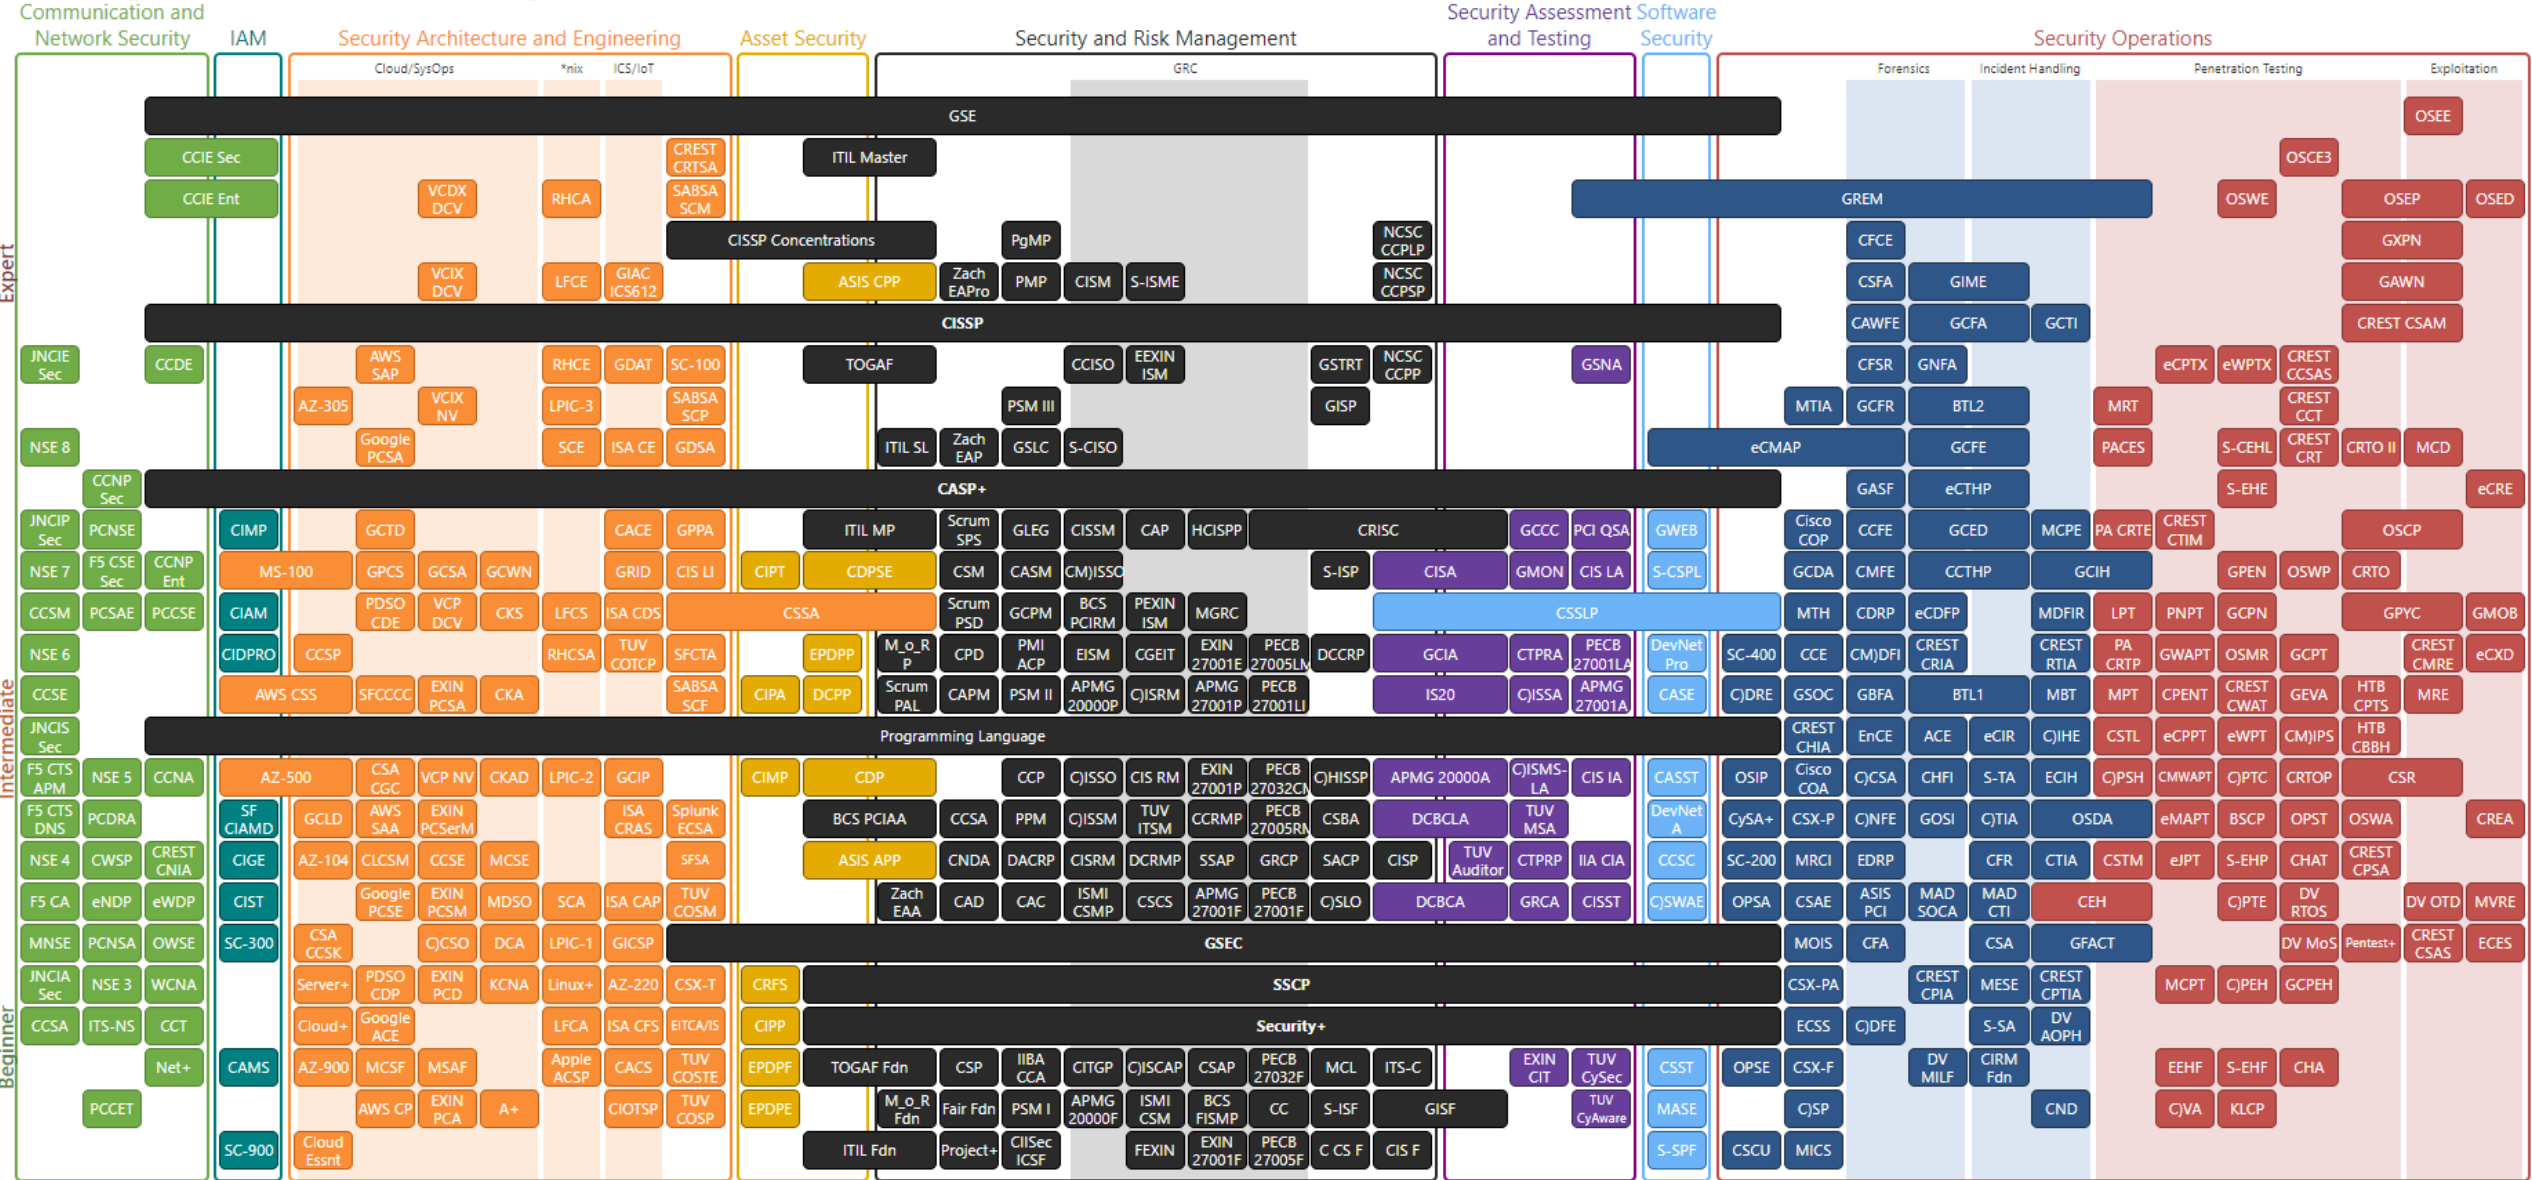 Communication and Network Security
IAM
Security Architecture and Engineering
Asset Security
Security and Risk Management
Security Assessment and Testing
Software Security
Security Operations
Cloud/SysOps *nix ICS/IoT GRC Forensics Incident Handling Penetration Testing Exploitation
Expert
Intermediate
Beginner
GSE OSEE
CCIE Sec CREST CRTSA ITIL Master OSCE3
CCIE Ent VCDX DCV RHCA SABSA SCM GREM OSWE OSEP OSED
CISSP Concentrations PgMP NCSC CCPLP CFCE GXPN
VCIX DCV LFCE GIAC ICS612 ASIS CPP Zach EAPro PMP CISM S-ISME NCSC CCPSP CSFA GIME GAWN
CISSP CAWFE GCFA GCTI CREST CSAM
JNCIE Sec CCDE AWS SAP RHCE GDAT SC-100 TOGAF CCISO EEXIN ISM GSTRT NCSC CCPP GSNA CFSR GNFA eCPTX eWPTX CREST CCSAS
AZ-305 VCIX NV LPIC-3 SABSA SCP PSM III GISP MTIA GCFR BTL2 MRT CREST CCT
NSE 8 Google PCSA SCE ISA CE GDSA ITIL SL Zach EAP GSLC S-CISO eCMAP GCFE PACES S-CEHL CREST CRT CRTO II MCD
CCNP Sec CASP+ GASF eCTHP S-EHE eCRE
JNCIP Sec PCNSE CIMP GCTD CACE GPPA ITIL MP Scrum SPS GLEG CISSM CAP HCISPP CRISC GCCC PCI QSA GWEB Cisco COP CCFE GCED MCPE PA CRTE CREST CTIM OSCP
NSE 7 F5 CSE Sec CCNP Ent MS-100 GPCS GCSA GCWN GRID CIS LI CIPT CDPSE CSM CASM CM)ISSO S-ISP CISA GMON CIS LA S-CSPL GCDA CMFE CCTHP GCIH GPEN OSWP CRTO
CCSM PCSAE PCCSE CIAM PDSO CDE VCP DCV CKS LFCS ISA CDS CSSA Scrum PSD GCPM BCS PCIRM PEXIN ISM MGRC CSSLP MTH CDRP eCDFP MDFIR LPT PNPT GCPN GPYC GMOB
NSE 6 CIDPRO CCSP RHCSA TUV COTCP SFCTA EPDPP M_o_R P CPD PMI ACP EISM CGEIT EXIN 27001E PECB 27005LM DCCRP GCIA CTPRA PECB 27001LA DevNet Pro SC-400 CCE CM)DFI CREST CRIA CREST RTIA PA CRTP GWAPT OSMR GCPT CREST CMRE eCXD
CCSE AWS CSS SFCCCC EXIN PCSA CKA SABSA SCF CIPA DCPP Scrum PAL CAPM PSM II APMG 20000P C)ISRM APMG 27001P PECB 27001LI IS20 C)ISSA APMG 27001A CASE C)DRE GSOC GBFA BTL1 MBT MPT CPENT CREST CWAT GEVA HTB CPTS MRE
JNCIS Sec Programming Language CREST CHIA EnCE ACE eCIR C)IHE CSTL eCPPT eWPT CM)IPS HTB CBBH
F5 CTS APM NSE 5 CCNA AZ-500 CSA CGC VCP NV CKAD LPIC-2 GCIP CIMP CDP CCP C)ISSO CIS RM EXIN 27001P PECB 27032CM C)HISSP APMG 20000A C)ISMS-LA CIS IA CASST OSIP Cisco COA C)CSA CHFI S-TA ECIH C)PSH CMWAPT C)PTC CRTOP CSR
F5 CTS DNS PCDRA SF CIAMD GCLD AWS SAA EXIN PCSerM ISA CRAS Splunk ECSA BCS PCIAA CCSA PPM C)ISSM TUV ITSM CCRMP PECB 27005RM CSBA DCBCLA TUV MSA DevNet A CySA+ CSX-P C)NFE GOSI C)TIA OSDA eMAPT BSCP OPST OSWA CREA
NSE 4 CWSP CREST CNIA CIGE AZ-104 CLCSM CCSE MCSE SFSA ASIS APP CNDA DACRP CISRM DCRMP SSAP GRCP SACP CISP TUV Auditor CTPRP IIA CIA CCSC SC-200 MRCI EDRP CFR CTIA CSTM eJPT S-EHP CHAT CREST CPSA
F5 CA eNDP eWDP CIST Google PCSE EXIN PCSM MDSO SCA ISA CAP TUV COSM Zach EAA CAD CAC ISMI CSMP CSCS APMG 27001F PECB 27001F C)SLO DCBCA GRCA CISST C)SWAE OPSA CSAE ASIS PCI MAD SOCA MAD CTI CEH C)PTE DV RTOS DV OTD MVRE
MNSE PCNSA OWSE SC-300 CSA CCSK C)CSO DCA LPIC-1 GICSP GSEC MOIS CFA CSA GFACT DV MoS Pentest+ CREST CSAS ECES
JNCIA Sec NSE 3 WCNA Server+ PDSO CDP EXIN PCD KCNA Linux+ AZ-220 CSX-T CRFS SSCP CSX-PA CREST CPIA MESE CREST CPTIA MCPT C)PEH GCPEH
CCSA ITS-NS CCT Cloud+ Google ACE LFCA ISA CFS EITCA/IS CIPP Security+ ECSS C)DFE S-SA DV AOPH
Net+ CAMS AZ-900 MCSF MSAF Apple ACSP CACS TUV COSTE EPDPF TOGAF Fdn CSP IIBA CCA CITGP C)ISCAP CSAP PECB 27032F MCL ITS-C EXIN CIT TUV CySec CSST OPSE CSX-F DV MILF CIRM Fdn EEHF S-EHF CHA
PCCET AWS CP EXIN PCA A+ CIOTSP TUV COSP EPDPE M_o_R Fdn Fair Fdn PSM I APMG 20000F ISMI CSM BCS FISMP CC S-ISF GISF TUV CyAware MASE C)SP CND C)VA KLCP
SC-900 Cloud Essnt ITIL Fdn Project+ CIISec ICSF FEXIN EXIN 27001F PECB 27005F C CS F CIS F S-SPF CSCU MICS